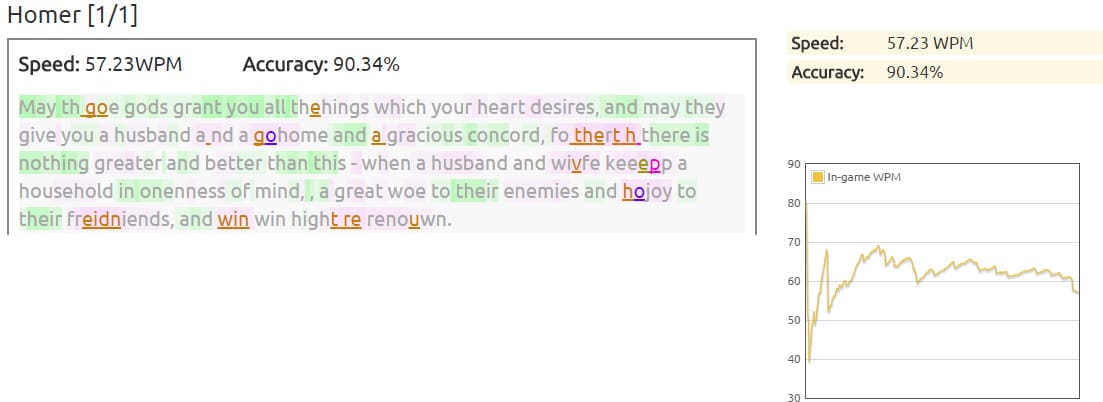 Homer [1/1]
Speed: 57.23WPM Accuracy: 90.34%
May th goe gods grant you all thehings which your heart desires, and may they
give you a husband a nd a gohome and a gracious concord, fo thert h there is
nothing greater and better than this - when a husband and wivfe keeepp a
household in onenness of mind, , a great woe to their enemies and hojoy to
their freidniends, and win win hight re renouwn.
Speed: 57.23 WPM
Accuracy: 90.34%
90
In-game WPM
80
70
60
50
40
30